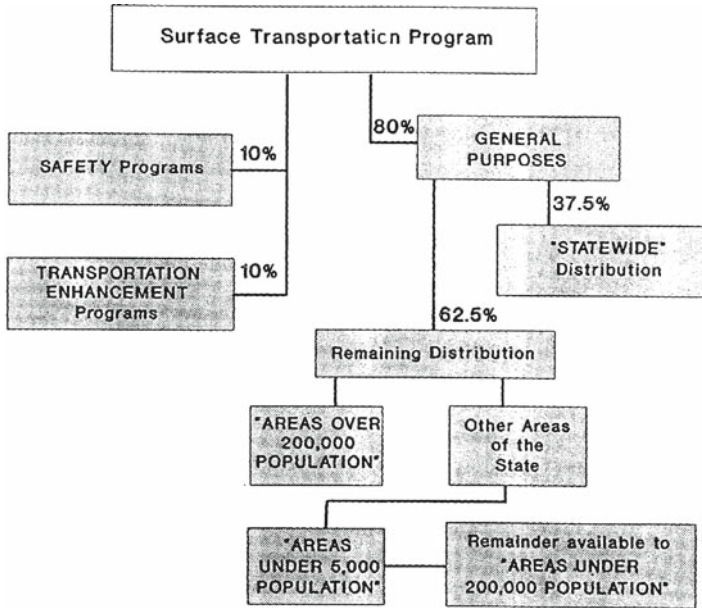 Surface Transportation Program
80%
GENERAL
PURPOSES
10%
SAFETY Programs
37.5%
"STATEWIDE"
Distribution
10%
TRANSPORTATION
ENHANCEMENT
Programs
62.5%
Remaining Distribution
"AREAS OVER
200,000
POPULATION"
Other Areas
of the
State
"AREAS
UNDER 5,000
POPULATION"
Remainder available to
"AREAS UNDER
200,000 POPULATION"